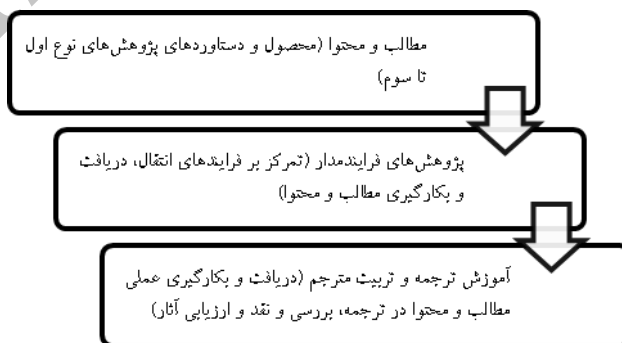 مطالب و محتوا (محصول و دستاوردهای پژوهش‌های نوع اول
تا سوم)
پژوهش‌های فرایندمدار (تمرکز بر فرایندهای انتقال، دریافت
و بکارگیری مطالب و محتوا)
آموزش ترجمه و تربیت مترجم (دریافت و بکارگیری عملی
مطالب و محتوا در ترجمه، بررسی و نقد و ارزیابی آثار)